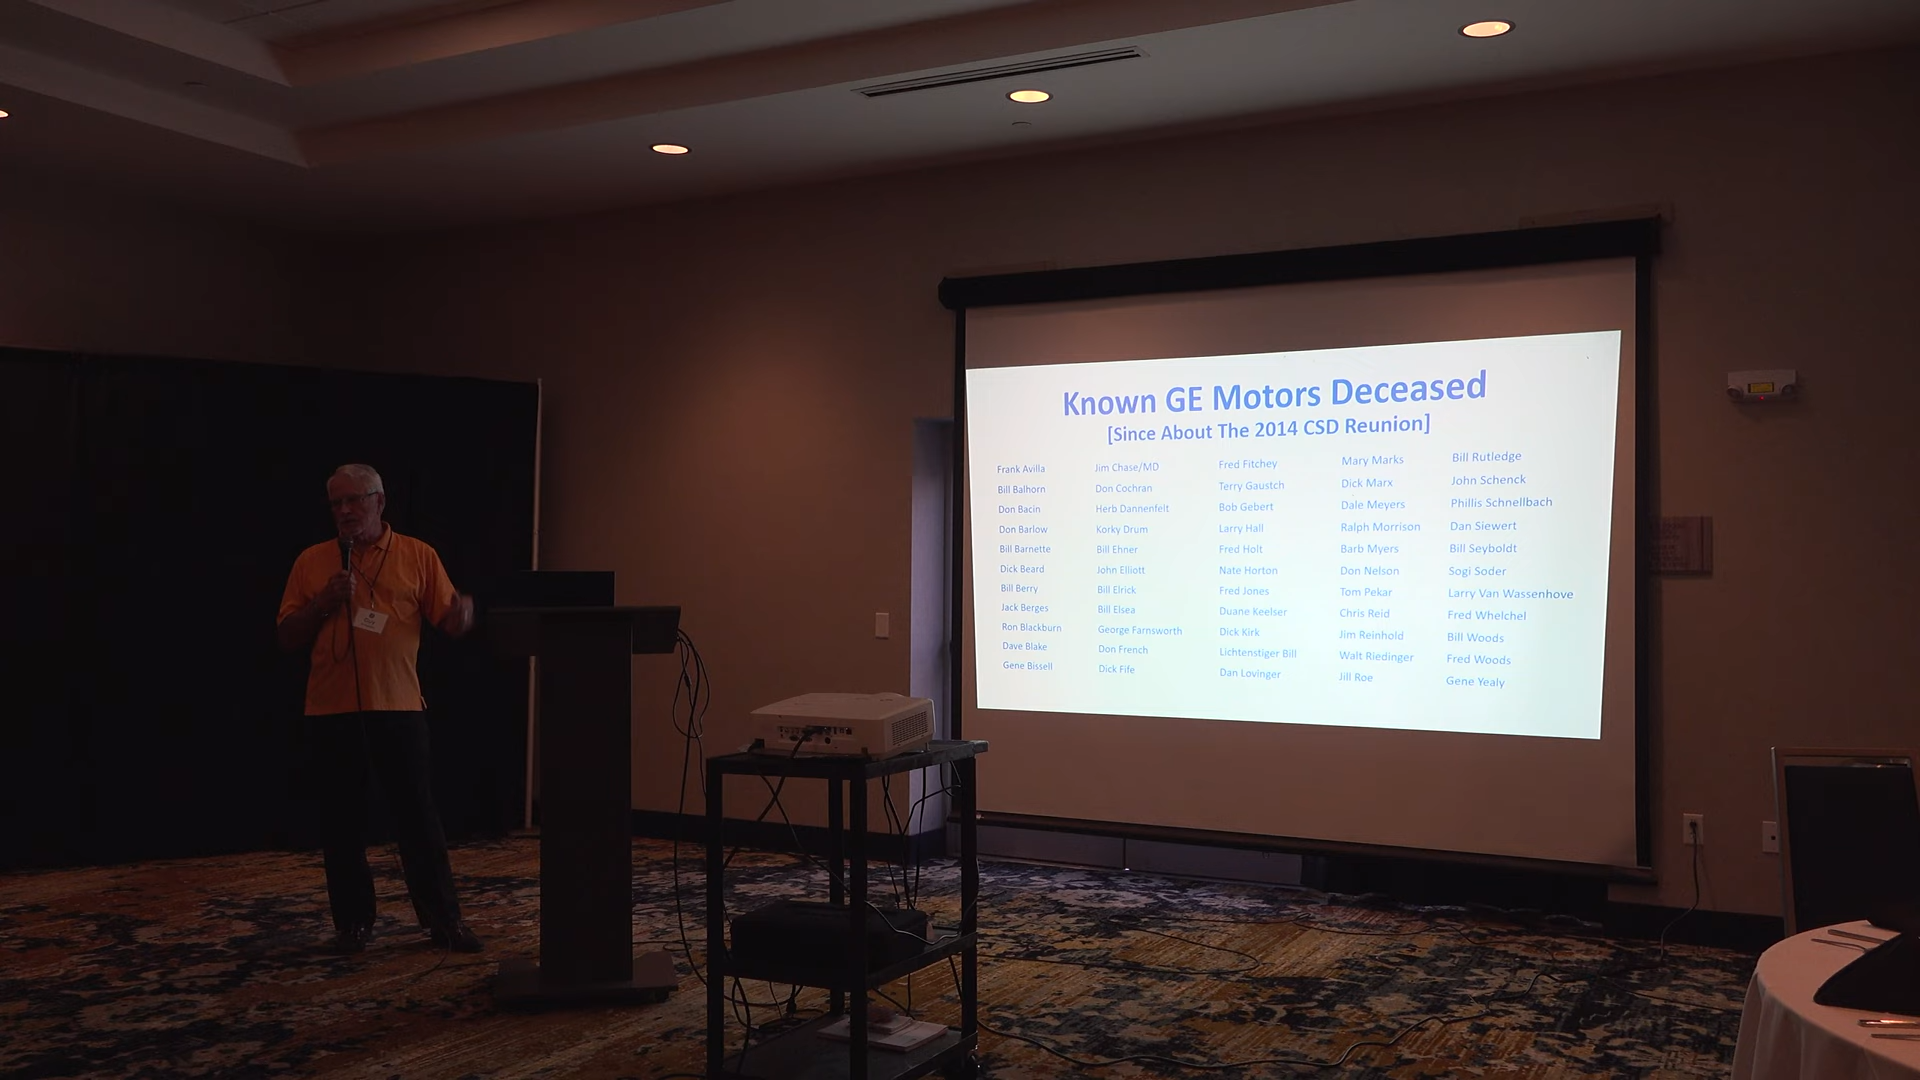 Known GE Motors Deceased
[Since About The 2014 CSD Reunion]
Frank Avilla
Bill Balhorn
Don Bacin
Don Barlow
Bill Barnette
Dick Beard
Bill Berry
Jack Berges
Ron Blackburn
Dave Blake
Gene Bissell
Jim Chase/MD
Don Cochran
Herb Dannenfelt
Korky Drum
Bill Ehner
John Elliott
Bill Elrick
Bill Elsea
George Farnsworth
Don French
Dick Fife
Fred Fitchey
Terry Gaustch
Bob Gebert
Larry Hall
Fred Holt
Nate Horton
Fred Jones
Duane Keelser
Dick Kirk
Lichtenstiger Bill
Dan Lovinger
Mary Marks
Dick Marx
Dale Meyers
Ralph Morrison
Barb Myers
Don Nelson
Tom Pekar
Chris Reid
Jim Reinhold
Walt Riedinger
Jill Roe
Bill Rutledge
John Schenck
Phillis Schnellbach
Dan Siewert
Bill Seyboldt
Sogi Soder
Larry Van Wassenhove
Fred Whelchel
Bill Woods
Fred Woods
Gene Yealy